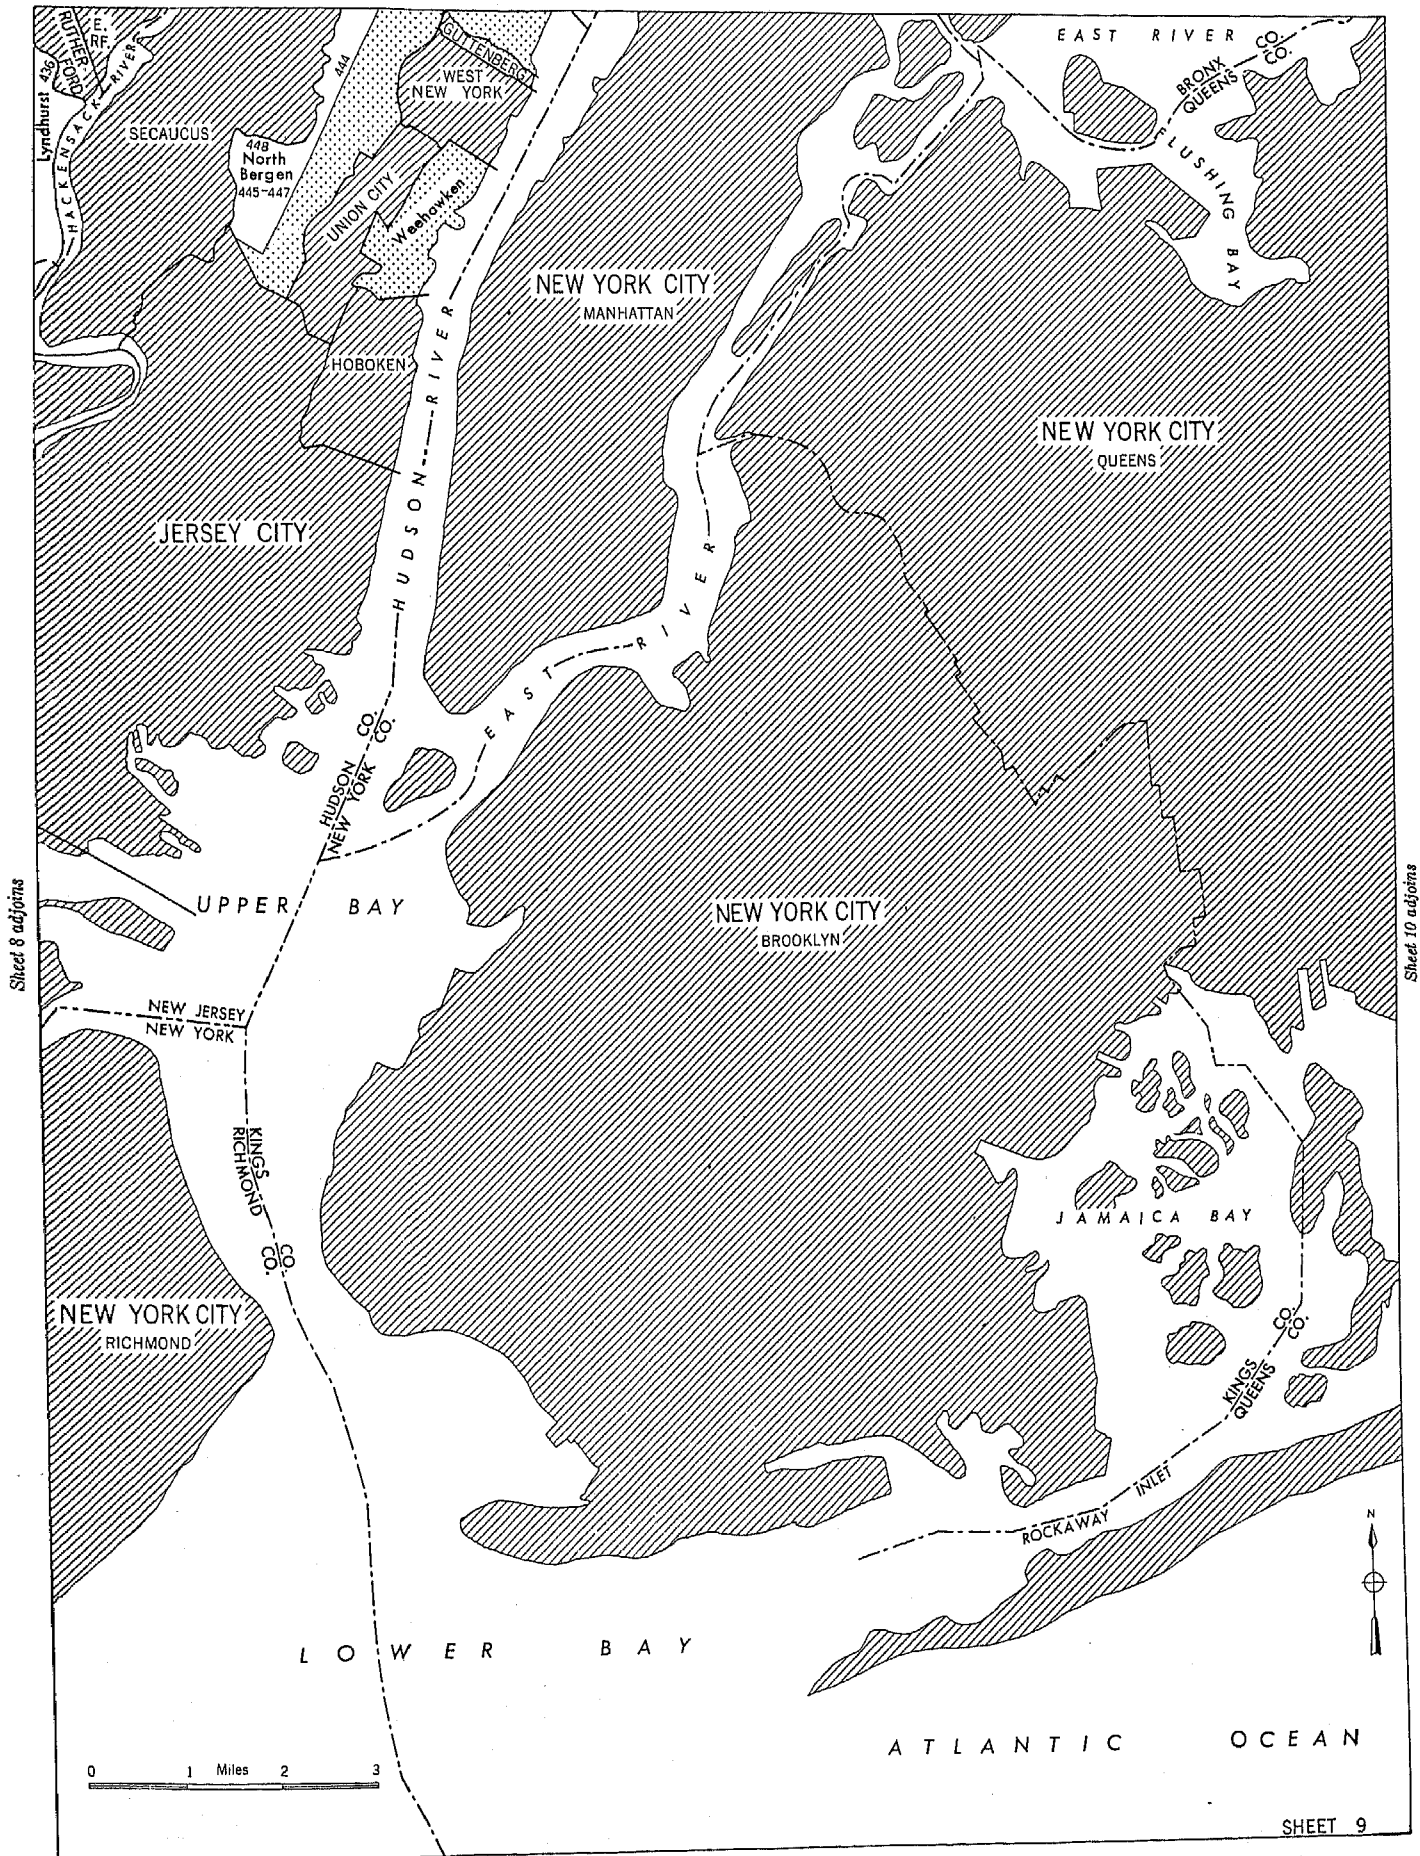 E.
RF.
RUTHER-
FORD
436
Lyndhurst
HACKENSACK RIVER
SECAUCUS
444
GUTTENBERG
WEST
NEW YORK
448
North
Bergen
445-447
UNION CITY
Weehawken
HOBOKEN
HUDSON RIVER
JERSEY CITY
NEW YORK CITY
MANHATTAN
EAST RIVER
BRONX CO.
QUEENS CO.
FLUSHING BAY
NEW YORK CITY
QUEENS
EAST RIVER
HUDSON CO.
NEW YORK CO.
UPPER BAY
NEW YORK CITY
BROOKLYN
Sheet 8 adjoins
Sheet 10 adjoins
NEW JERSEY
NEW YORK
KINGS CO.
RICHMOND CO.
JAMAICA BAY
NEW YORK CITY
RICHMOND
KINGS CO.
QUEENS CO.
ROCKAWAY INLET
N
LOWER BAY
ATLANTIC OCEAN
0 1 Miles 2 3
SHEET 9